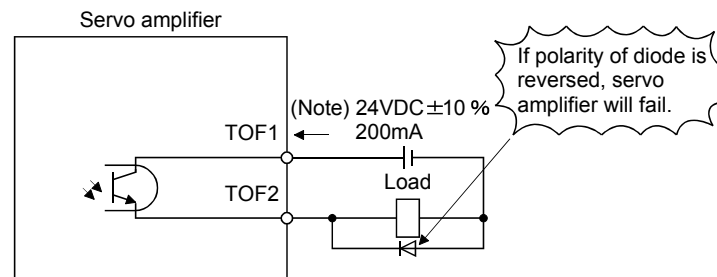 Servo amplifier
If polarity of diode is
reversed, servo
amplifier will fail.
(Note) 24VDC±10 %
200mA
TOF1
Load
TOF2